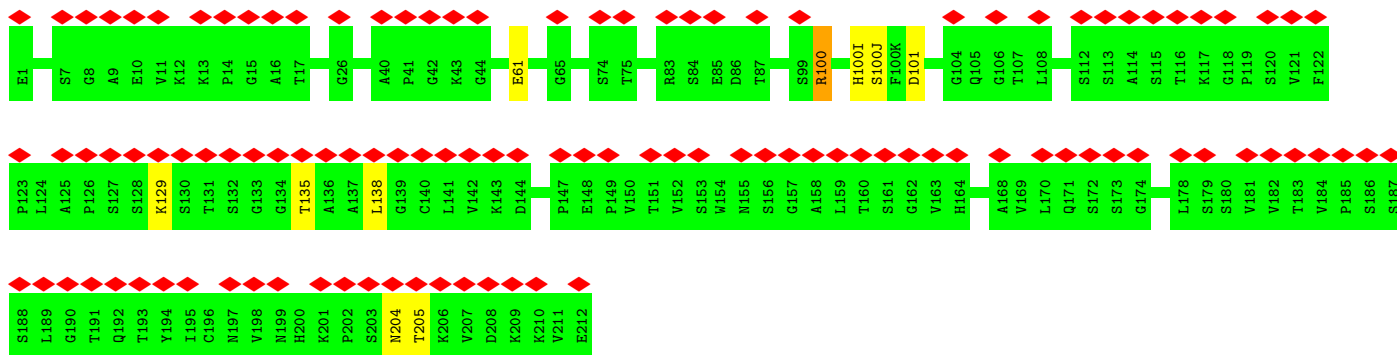 E1 S7 G8 A9 E10 V11 K12 K13 P14 G15 A16 T17 G26 A40 P41 G42 K43 G44 E61 G65 S74 T75 R83 S84 E85 D86 T87 S99 R100 H100I S100J F100K D101 G104 Q105 G106 T107 L108 S112 S113 A114 S115 T116 K117 G118 P119 S120 V121 F122
P123 L124 A125 P126 S127 S128 K129 S130 T131 S132 G133 G134 T135 A136 A137 L138 G139 C140 L141 V142 K143 D144 P147 E148 P149 V150 T151 V152 S153 W154 N155 S156 G157 A158 L159 T160 S161 G162 V163 H164 A168 V169 L170 Q171 S172 S173 G174 L178 S179 S180 V181 V182 T183 V184 P185 S186 S187
S188 L189 G190 T191 Q192 T193 Y194 I195 C196 N197 V198 N199 H200 K201 P202 S203 N204 T205 K206 V207 D208 K209 K210 V211 E212